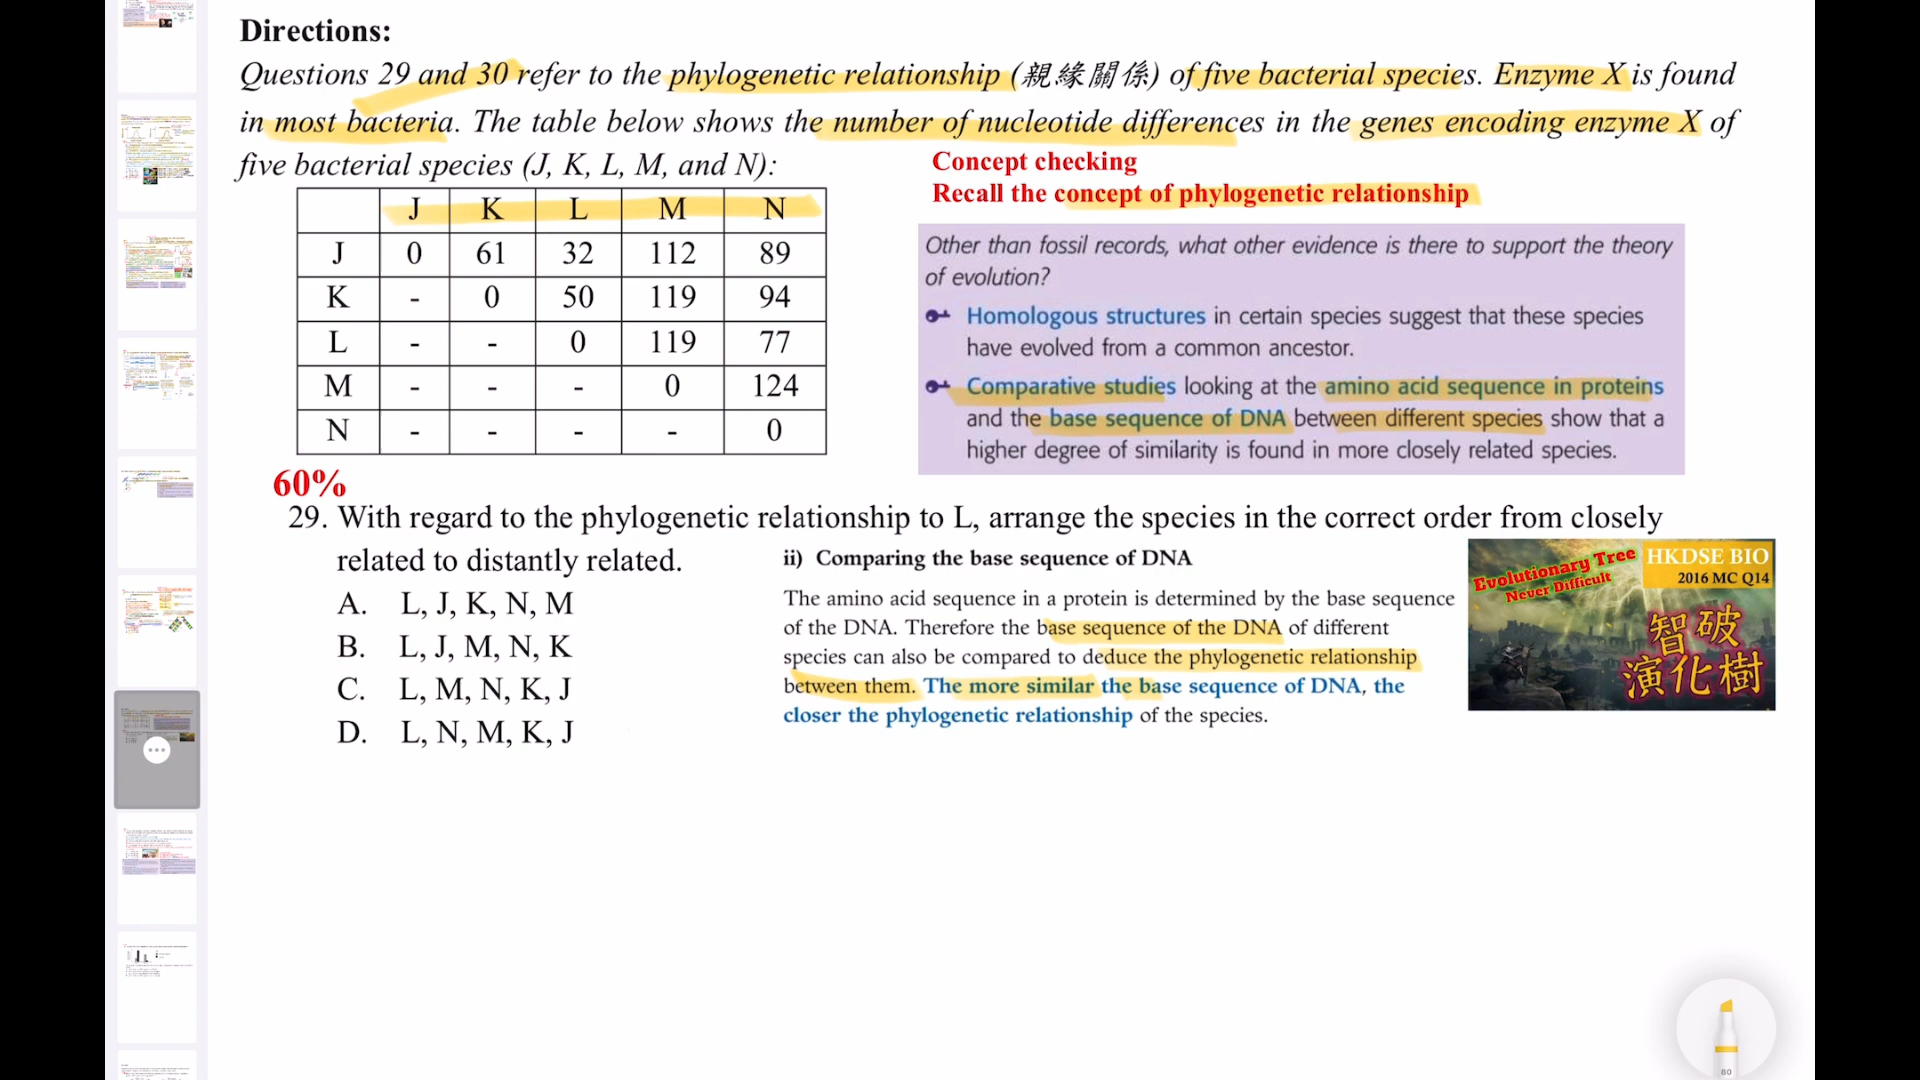 Directions:
Questions 29 and 30 refer to the phylogenetic relationship (親緣關係) of five bacterial species. Enzyme X is found
in most bacteria. The table below shows the number of nucleotide differences in the genes encoding enzyme X of
five bacterial species (J, K, L, M, and N):
Concept checking
Recall the concept of phylogenetic relationship
J K L M N
J 0 61 32 112 89
K - 0 50 119 94
L - - 0 119 77
M - - - 0 124
N - - - - 0
Other than fossil records, what other evidence is there to support the theory
of evolution?
Homologous structures in certain species suggest that these species
have evolved from a common ancestor.
Comparative studies looking at the amino acid sequence in proteins
and the base sequence of DNA between different species show that a
higher degree of similarity is found in more closely related species.
60%
29. With regard to the phylogenetic relationship to L, arrange the species in the correct order from closely
related to distantly related.
A. L, J, K, N, M
B. L, J, M, N, K
C. L, M, N, K, J
D. L, N, M, K, J
ii) Comparing the base sequence of DNA
The amino acid sequence in a protein is determined by the base sequence
of the DNA. Therefore the base sequence of the DNA of different
species can also be compared to deduce the phylogenetic relationship
between them. The more similar the base sequence of DNA, the
closer the phylogenetic relationship of the species.
Evolutionary Tree
Never Difficult
HKDSE BIO
2016 MC Q14
智破
演化樹
80